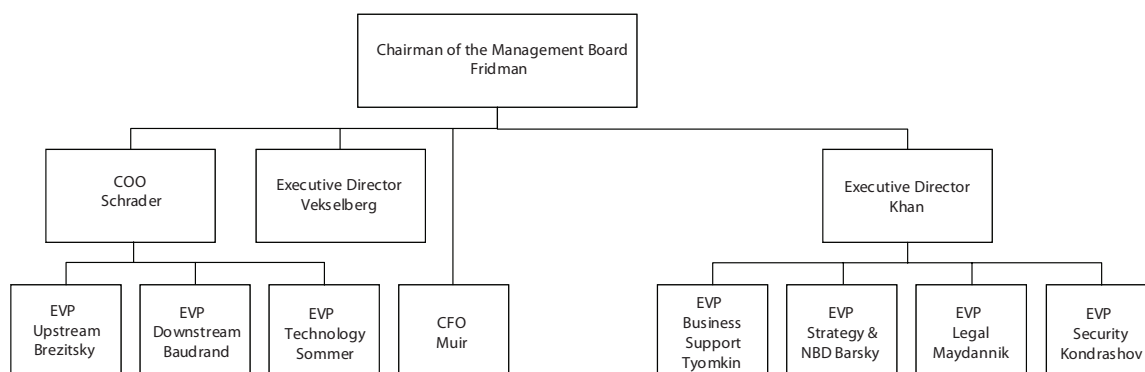 Chairman of the Management Board
Fridman
COO
Schrader
Executive Director
Vekselberg
Executive Director
Khan
EVP
Upstream
Brezitsky
EVP
Downstream
Baudrand
EVP
Technology
Sommer
CFO
Muir
EVP
Business
Support
Tyomkin
EVP
Strategy &
NBD Barsky
EVP
Legal
Maydannik
EVP
Security
Kondrashov